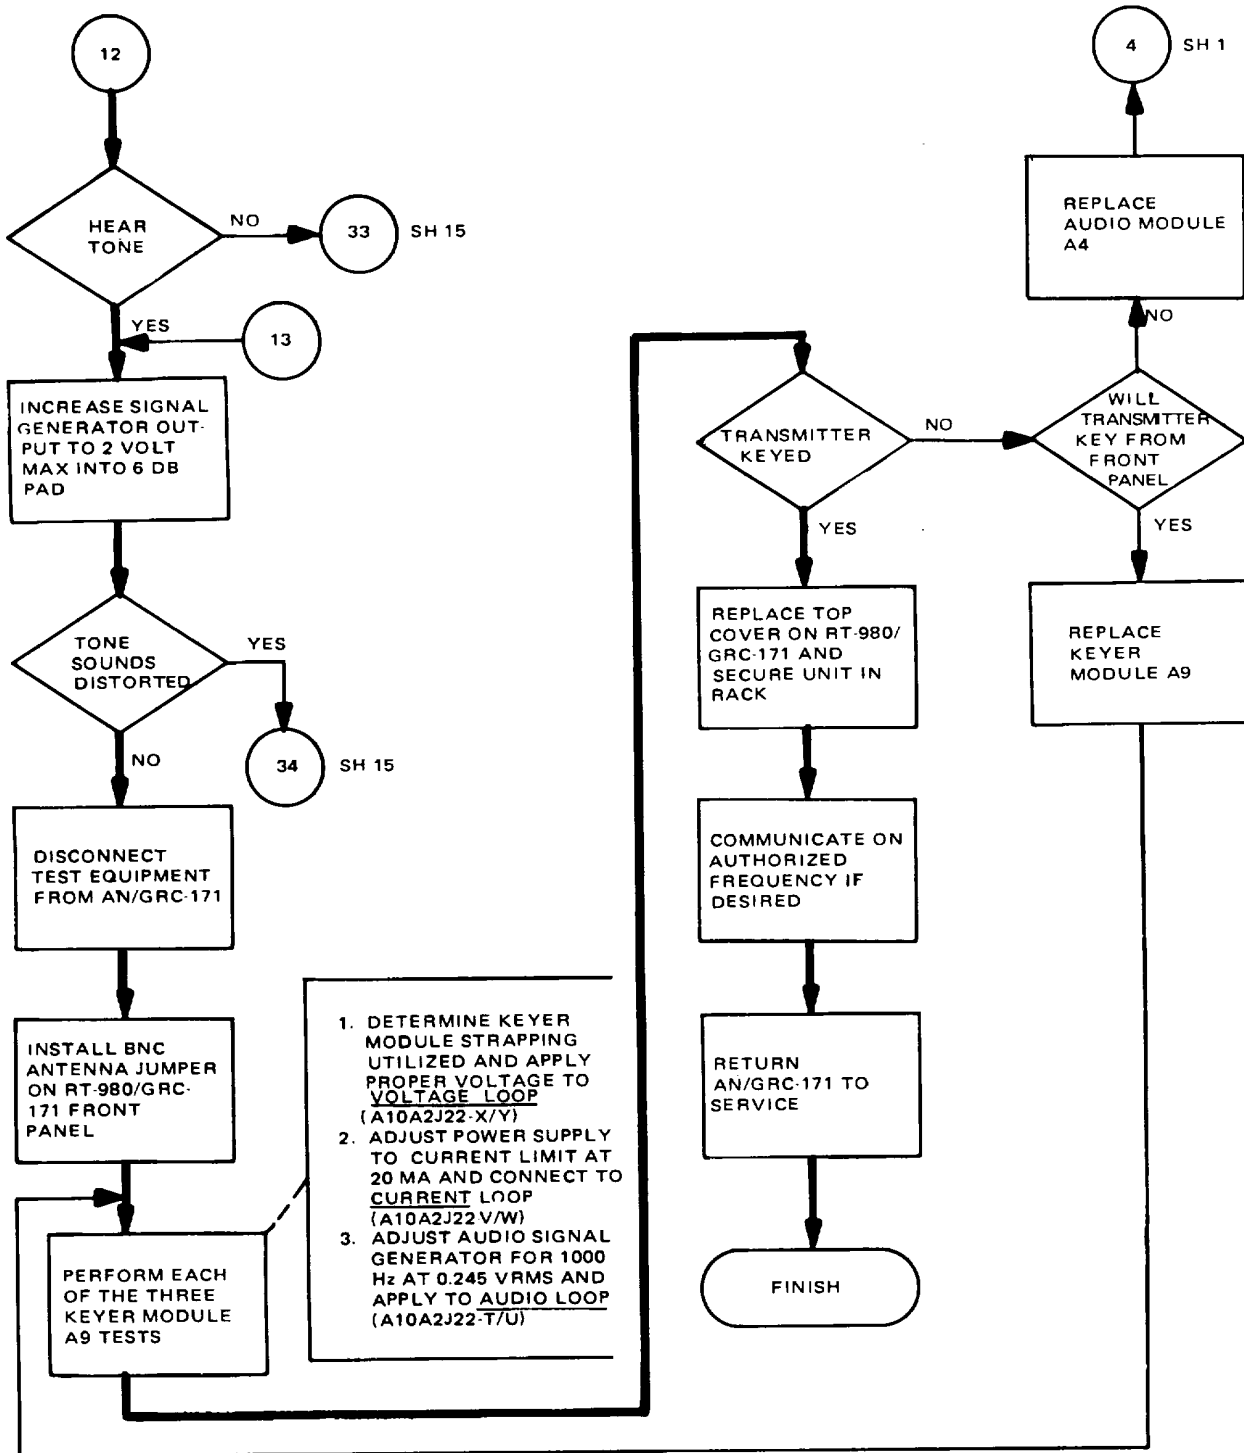 12
HEAR
TONE
NO
33
SH 15
YES
13
INCREASE SIGNAL
GENERATOR OUT-
PUT TO 2 VOLT
MAX INTO 6 DB
PAD
TONE
SOUNDS
DISTORTED
YES
34
SH 15
NO
DISCONNECT
TEST EQUIPMENT
FROM AN/GRC-171
INSTALL BNC
ANTENNA JUMPER
ON RT-980/GRC-
171 FRONT
PANEL
PERFORM EACH
OF THE THREE
KEYER MODULE
A9 TESTS
1. DETERMINE KEYER
MODULE STRAPPING
UTILIZED AND APPLY
PROPER VOLTAGE TO
VOLTAGE LOOP
(A10A2J22-X/Y)
2. ADJUST POWER SUPPLY
TO CURRENT LIMIT AT
20 MA AND CONNECT TO
CURRENT LOOP
(A10A2J22-V/W)
3. ADJUST AUDIO SIGNAL
GENERATOR FOR 1000
Hz AT 0.245 VRMS AND
APPLY TO AUDIO LOOP
(A10A2J22-T/U)
TRANSMITTER
KEYED
NO
YES
REPLACE TOP
COVER ON RT-980/
GRC-171 AND
SECURE UNIT IN
RACK
COMMUNICATE ON
AUTHORIZED
FREQUENCY IF
DESIRED
RETURN
AN/GRC-171 TO
SERVICE
FINISH
4
SH 1
REPLACE
AUDIO MODULE
A4
NO
WILL
TRANSMITTER
KEY FROM
FRONT
PANEL
YES
REPLACE
KEYER
MODULE A9